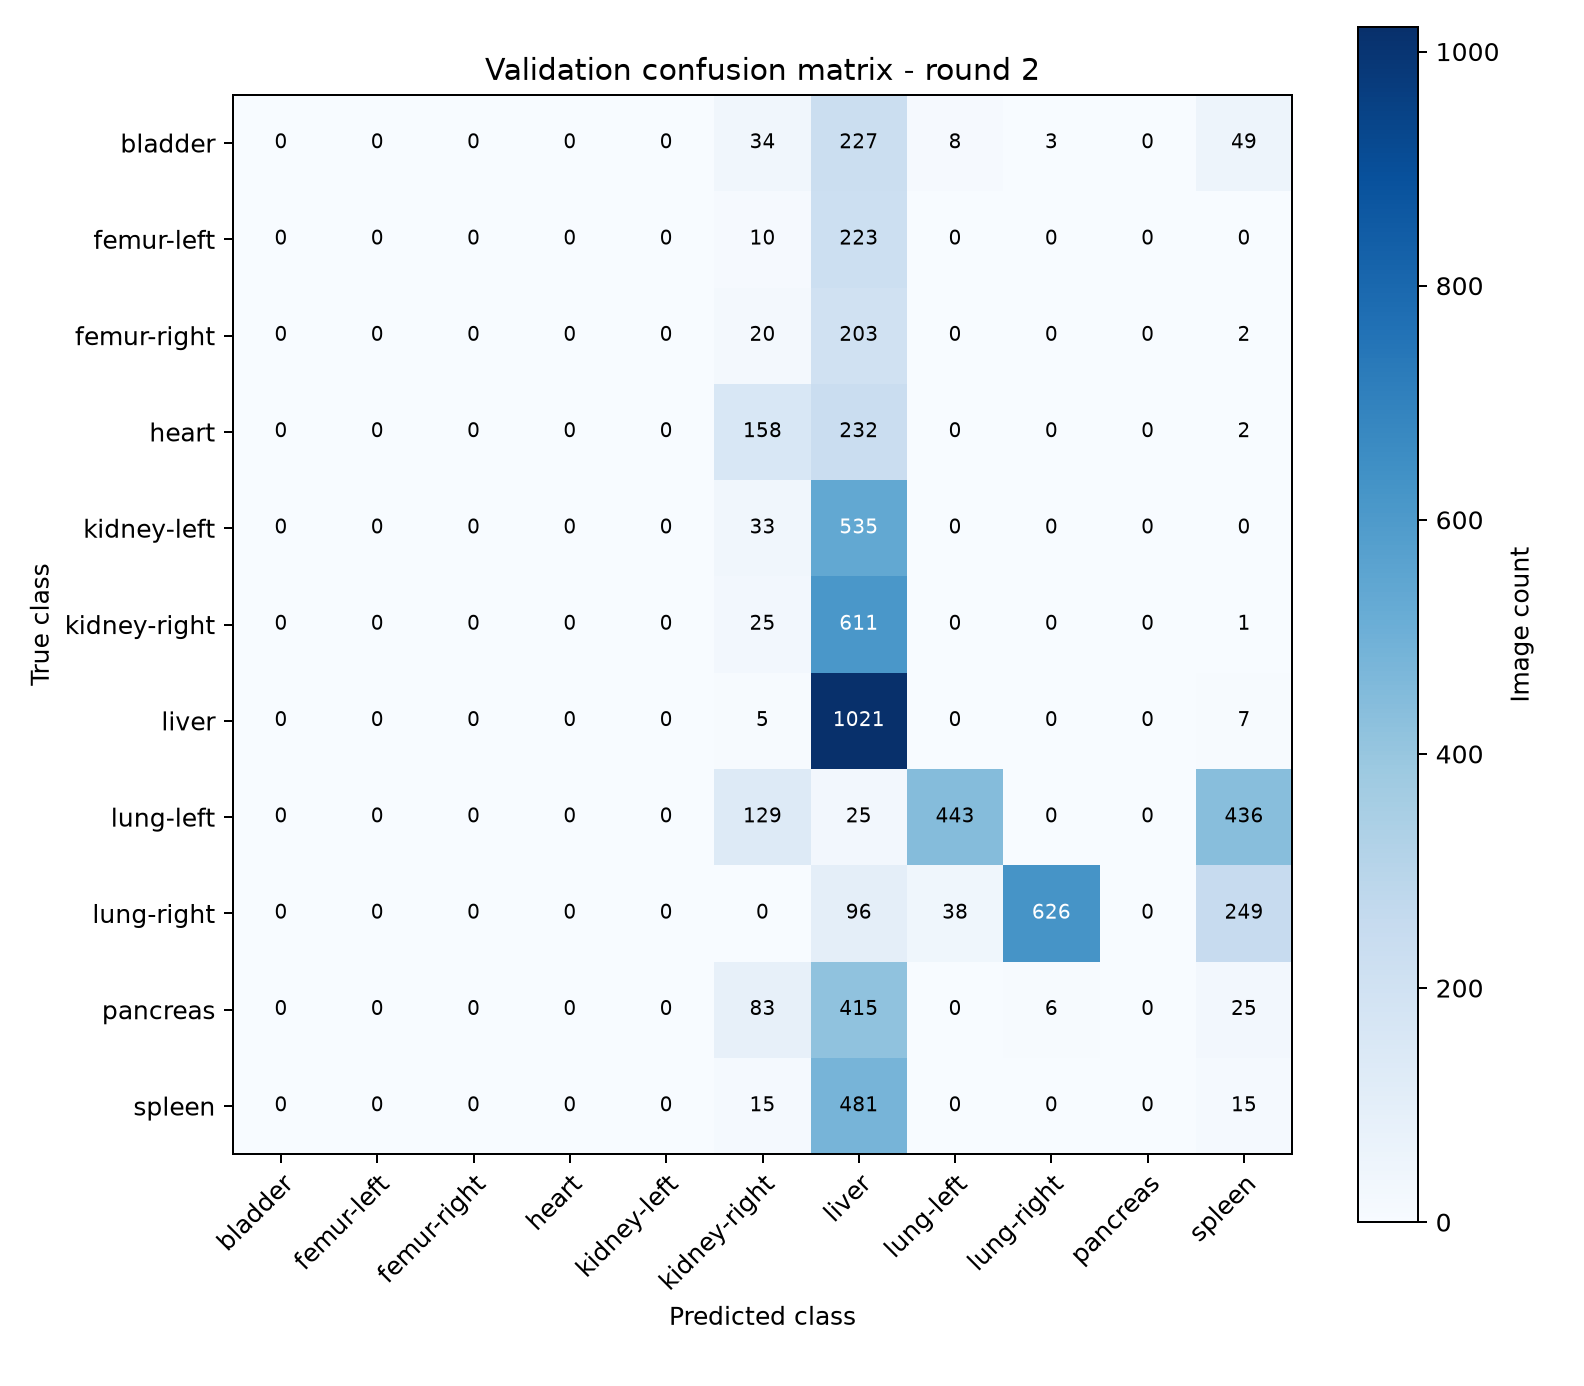 Validation confusion matrix - round 2
True class
bladder 0 0 0 0 0 34 227 8 3 0 49
femur-left 0 0 0 0 0 10 223 0 0 0 0
femur-right 0 0 0 0 0 20 203 0 0 0 2
heart 0 0 0 0 0 158 232 0 0 0 2
kidney-left 0 0 0 0 0 33 535 0 0 0 0
kidney-right 0 0 0 0 0 25 611 0 0 0 1
liver 0 0 0 0 0 5 1021 0 0 0 7
lung-left 0 0 0 0 0 129 25 443 0 0 436
lung-right 0 0 0 0 0 0 96 38 626 0 249
pancreas 0 0 0 0 0 83 415 0 6 0 25
spleen 0 0 0 0 0 15 481 0 0 0 15
bladder femur-left femur-right heart kidney-left kidney-right liver lung-left lung-right pancreas spleen
Predicted class
1000
800
600
400
200
0
Image count